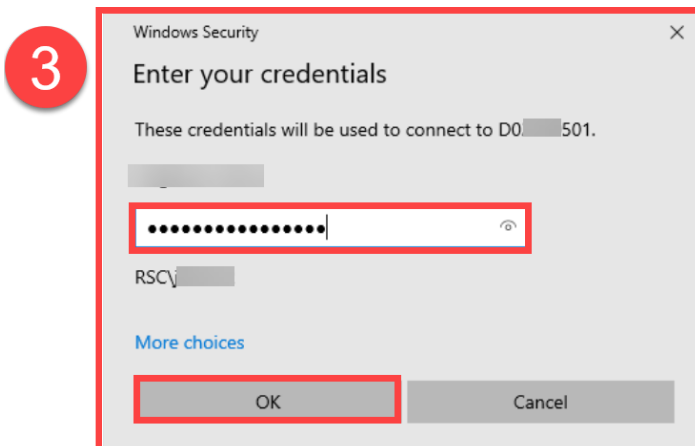 3
Windows Security
Enter your credentials
These credentials will be used to connect to D0 501.
••••••••••••••••
RSC\j
More choices
OK
Cancel